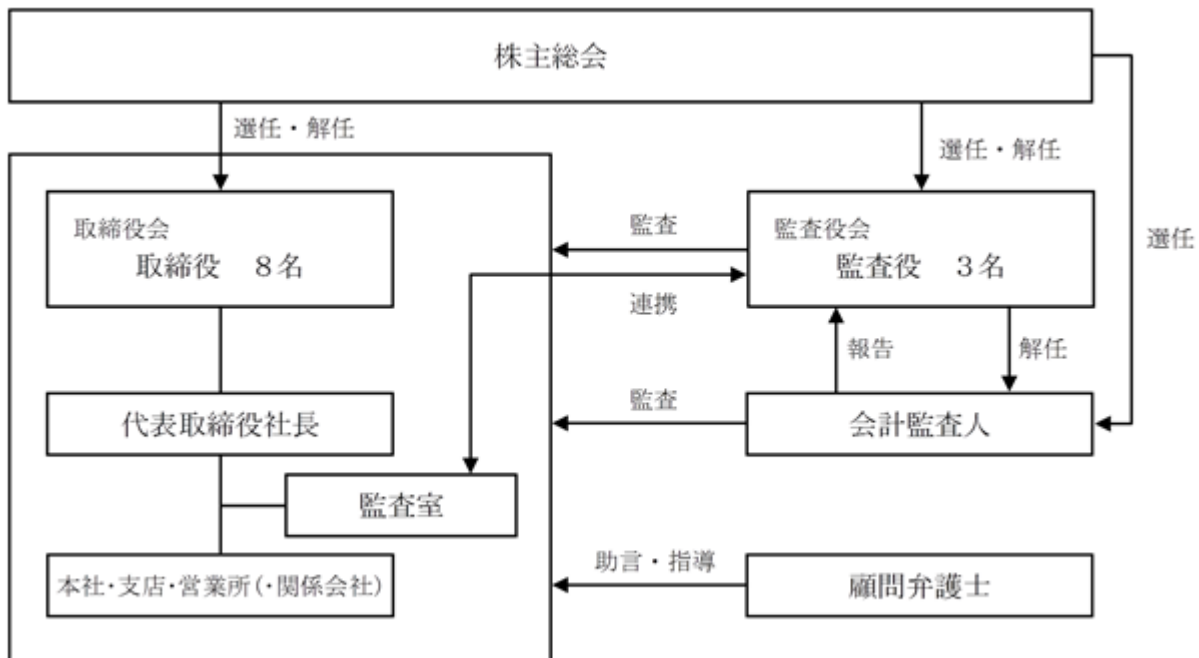 株主総会
選任・解任
選任・解任
選任
取締役会
取締役　８名
監査
連携
監査役会
監査役　３名
報告
解任
代表取締役社長
監査
会計監査人
監査室
本社・支店・営業所(・関係会社)
助言・指導
顧問弁護士